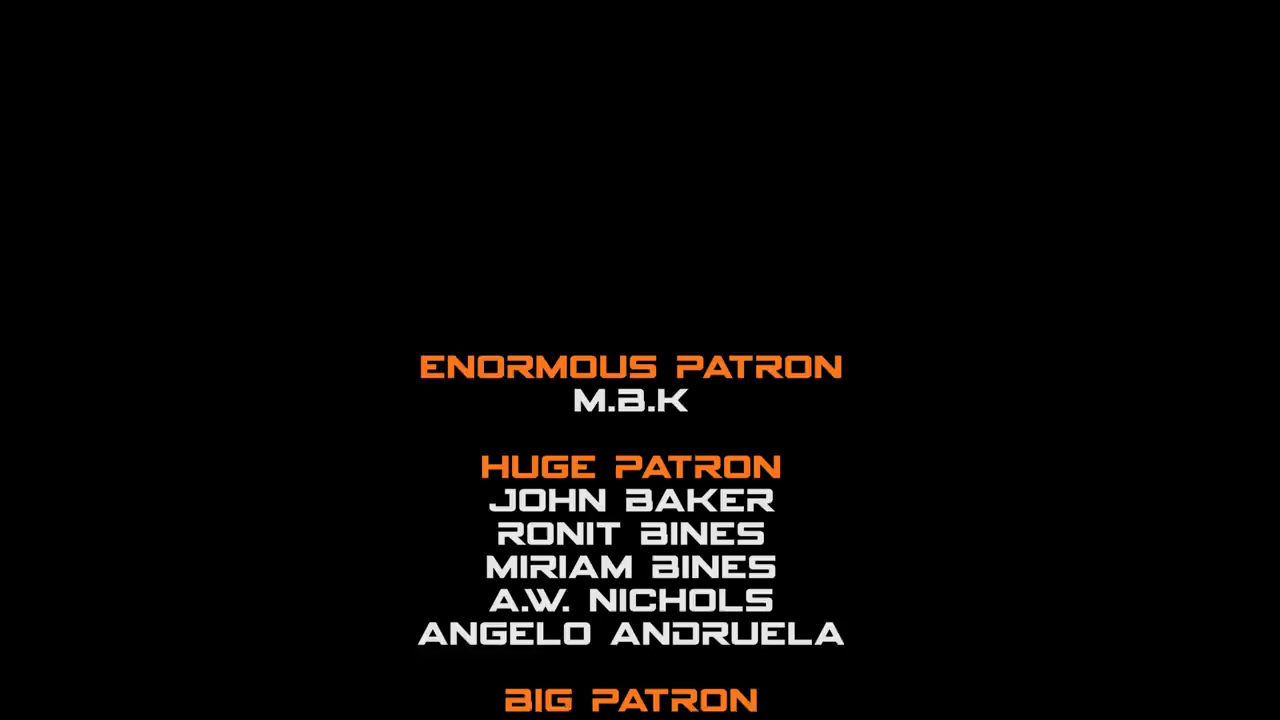 ENORMOUS PATRON
M.B.K
HUGE PATRON
JOHN BAKER
RONIT BINES
MIRIAM BINES
A.W. NICHOLS
ANGELO ANDRUELA
BIG PATRON